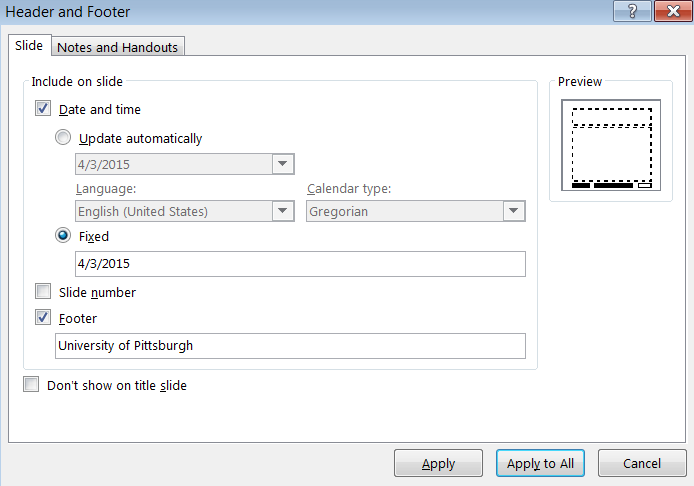 Header and Footer
Slide
Notes and Handouts
Include on slide
Preview
Date and time
Update automatically
4/3/2015
Language:
Calendar type:
English (United States)
Gregorian
Fixed
4/3/2015
Slide number
Footer
University of Pittsburgh
Don't show on title slide
Apply
Apply to All
Cancel